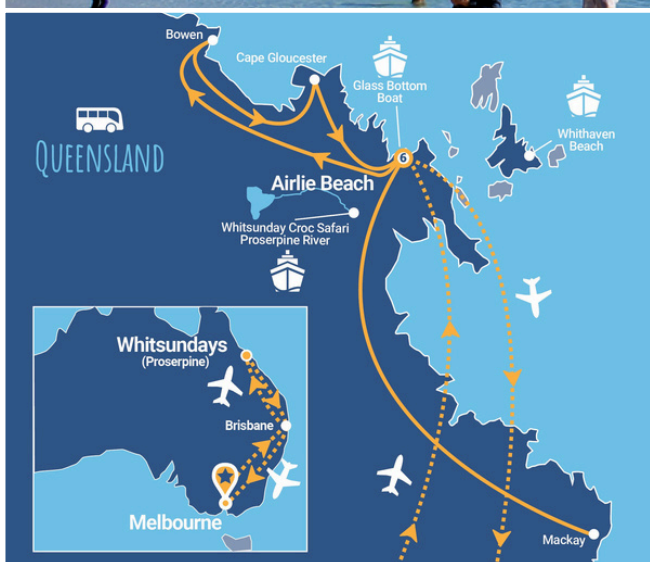 Bowen
Cape Gloucester
Glass Bottom
Boat
Whithaven
Beach
QUEENSLAND
6
Airlie Beach
Whitsunday Croc Safari
Proserpine River
Whitsundays
(Proserpine)
Brisbane
Melbourne
Mackay